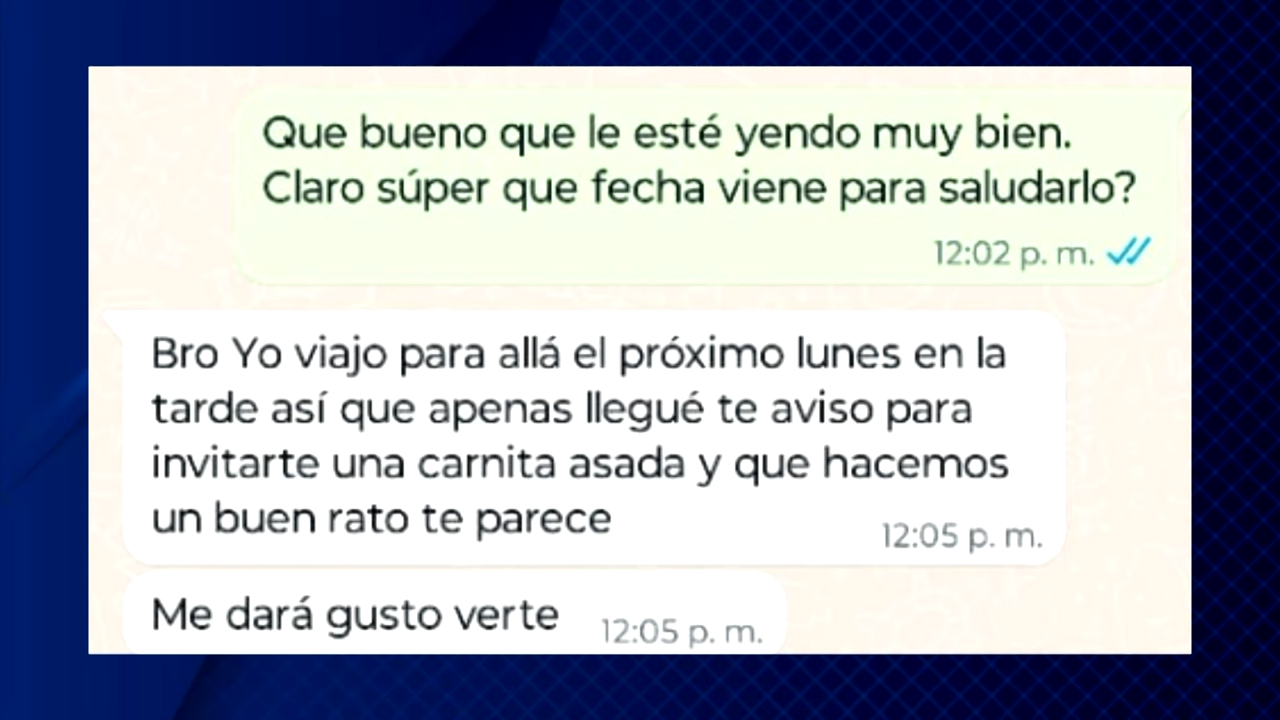 Que bueno que le esté yendo muy bien.
Claro súper que fecha viene para saludarlo?
12:02 p. m.
Bro Yo viajo para allá el próximo lunes en la
tarde así que apenas llegué te aviso para
invitarte una carnita asada y que hacemos
un buen rato te parece
12:05 p. m.
Me dará gusto verte
12:05 p. m.